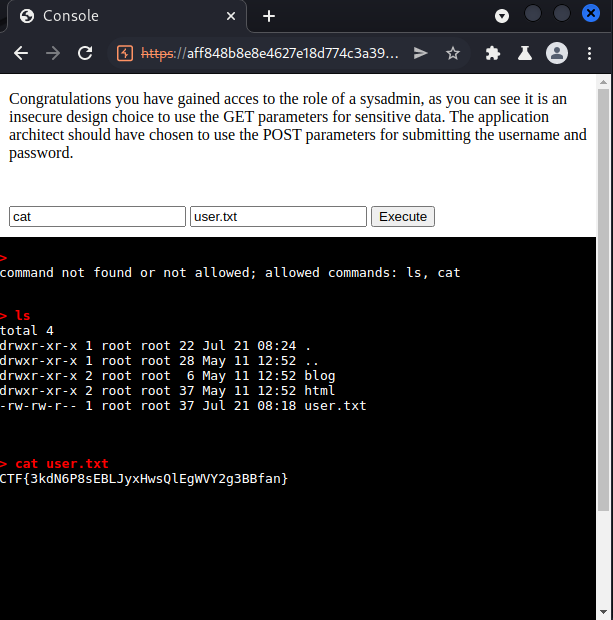 Console
https://aff848b8e8e4627e18d774c3a39...
Congratulations you have gained acces to the role of a sysadmin, as you can see it is an
insecure design choice to use the GET parameters for sensitive data. The application
architect should have chosen to use the POST parameters for submitting the username and
password.
cat user.txt Execute
>
command not found or not allowed; allowed commands: ls, cat
> ls
total 4
drwxr-xr-x 1 root root 22 Jul 21 08:24 .
drwxr-xr-x 1 root root 28 May 11 12:52 ..
drwxr-xr-x 2 root root  6 May 11 12:52 blog
drwxr-xr-x 2 root root 37 May 11 12:52 html
-rw-rw-r-- 1 root root 37 Jul 21 08:18 user.txt
> cat user.txt
CTF{3kdN6P8sEBLJyxHwsQlEgWVY2g3BBfan}